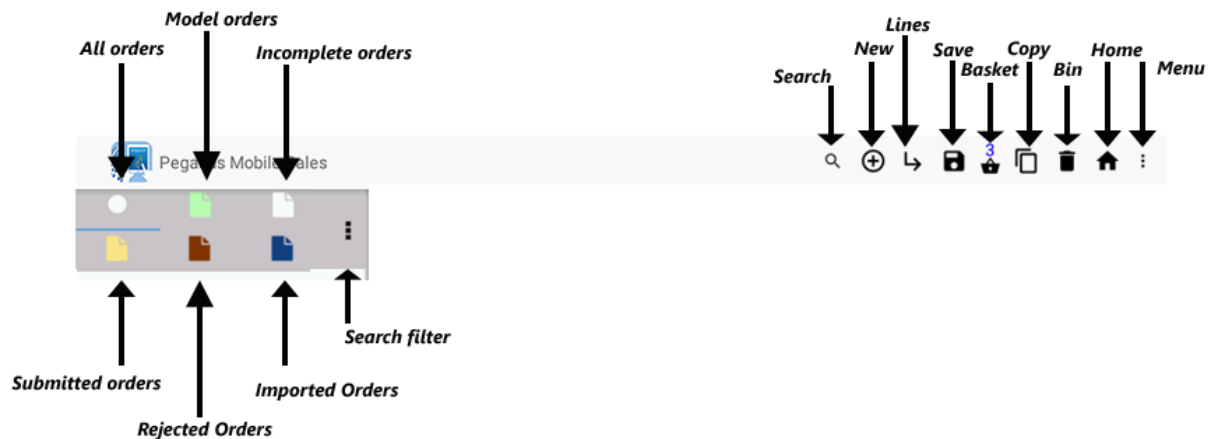 Model orders
All orders
Incomplete orders
Lines
New
Save
Copy
Home
Search
Basket
Bin
Menu
Pegasus Mobile Sales
3
Search filter
Submitted orders
Imported Orders
Rejected Orders